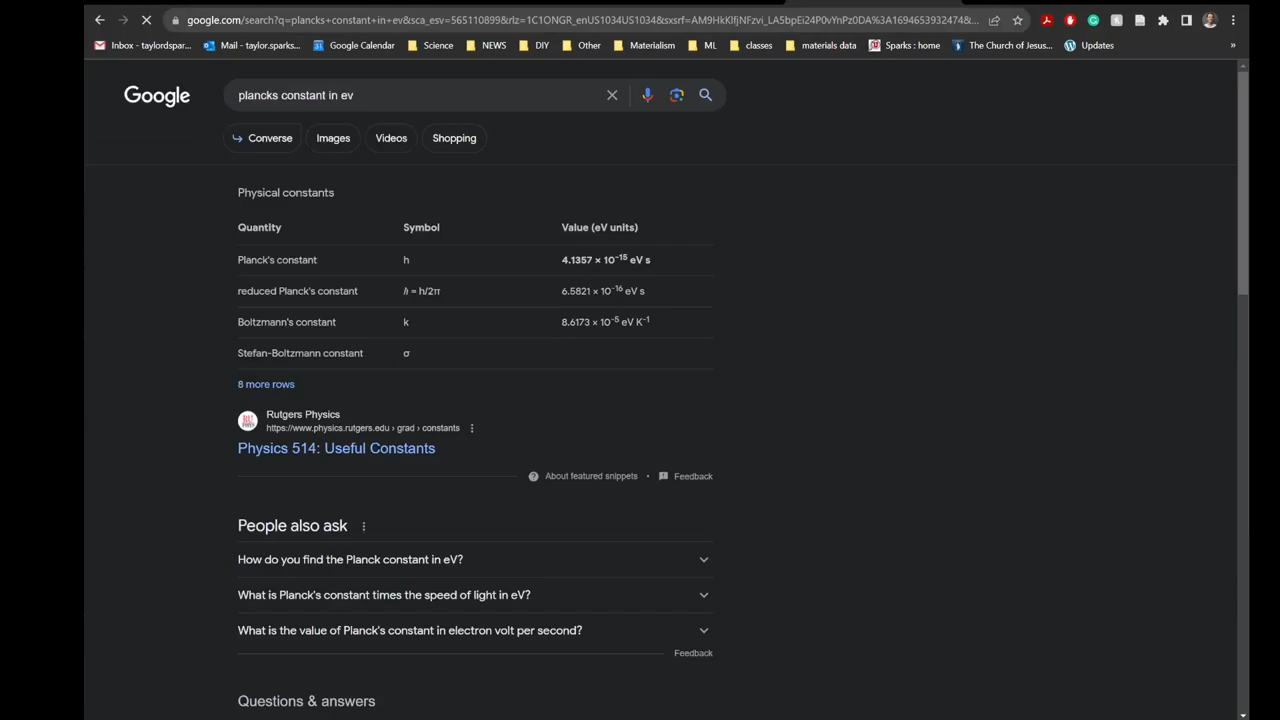 google.com/search?q=plancks+constant+in+ev&sca_esv=565110899&rlz=1C1ONGR_enUS1034US1034&sxsrf=AM9HkKlfjNFzvi_LA5bpEi24P0vYnPz0DA%3A1694653932474&...
Inbox - taylordspar... Mail - taylor.sparks... Google Calendar Science NEWS DIY Other Materialism ML classes materials data Sparks : home The Church of Jesus... Updates »
Google plancks constant in ev
Converse Images Videos Shopping
Physical constants
Quantity Symbol Value (eV units)
Planck's constant h 4.1357 × 10⁻¹⁵ eV s
reduced Planck's constant ℏ = h/2π 6.5821 × 10⁻¹⁶ eV s
Boltzmann's constant k 8.6173 × 10⁻⁵ eV K⁻¹
Stefan-Boltzmann constant σ
8 more rows
Rutgers Physics
https://www.physics.rutgers.edu › grad › constants
Physics 514: Useful Constants
About featured snippets • Feedback
People also ask
How do you find the Planck constant in eV?
What is Planck's constant times the speed of light in eV?
What is the value of Planck's constant in electron volt per second?
Feedback
Questions & answers